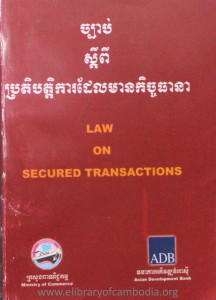 ច្បាប់
ស្តីពី
ប្រតិបត្តិការដែលមានកិច្ចធានា
LAW
ON
SECURED TRANSACTIONS
ADB
ក្រសួងពាណិជ្ជកម្ម
Ministry of Commerce
ធនាគារអភិវឌ្ឍន៍អាស៊ី
Asian Development Bank
www.elibraryofcambodia.org